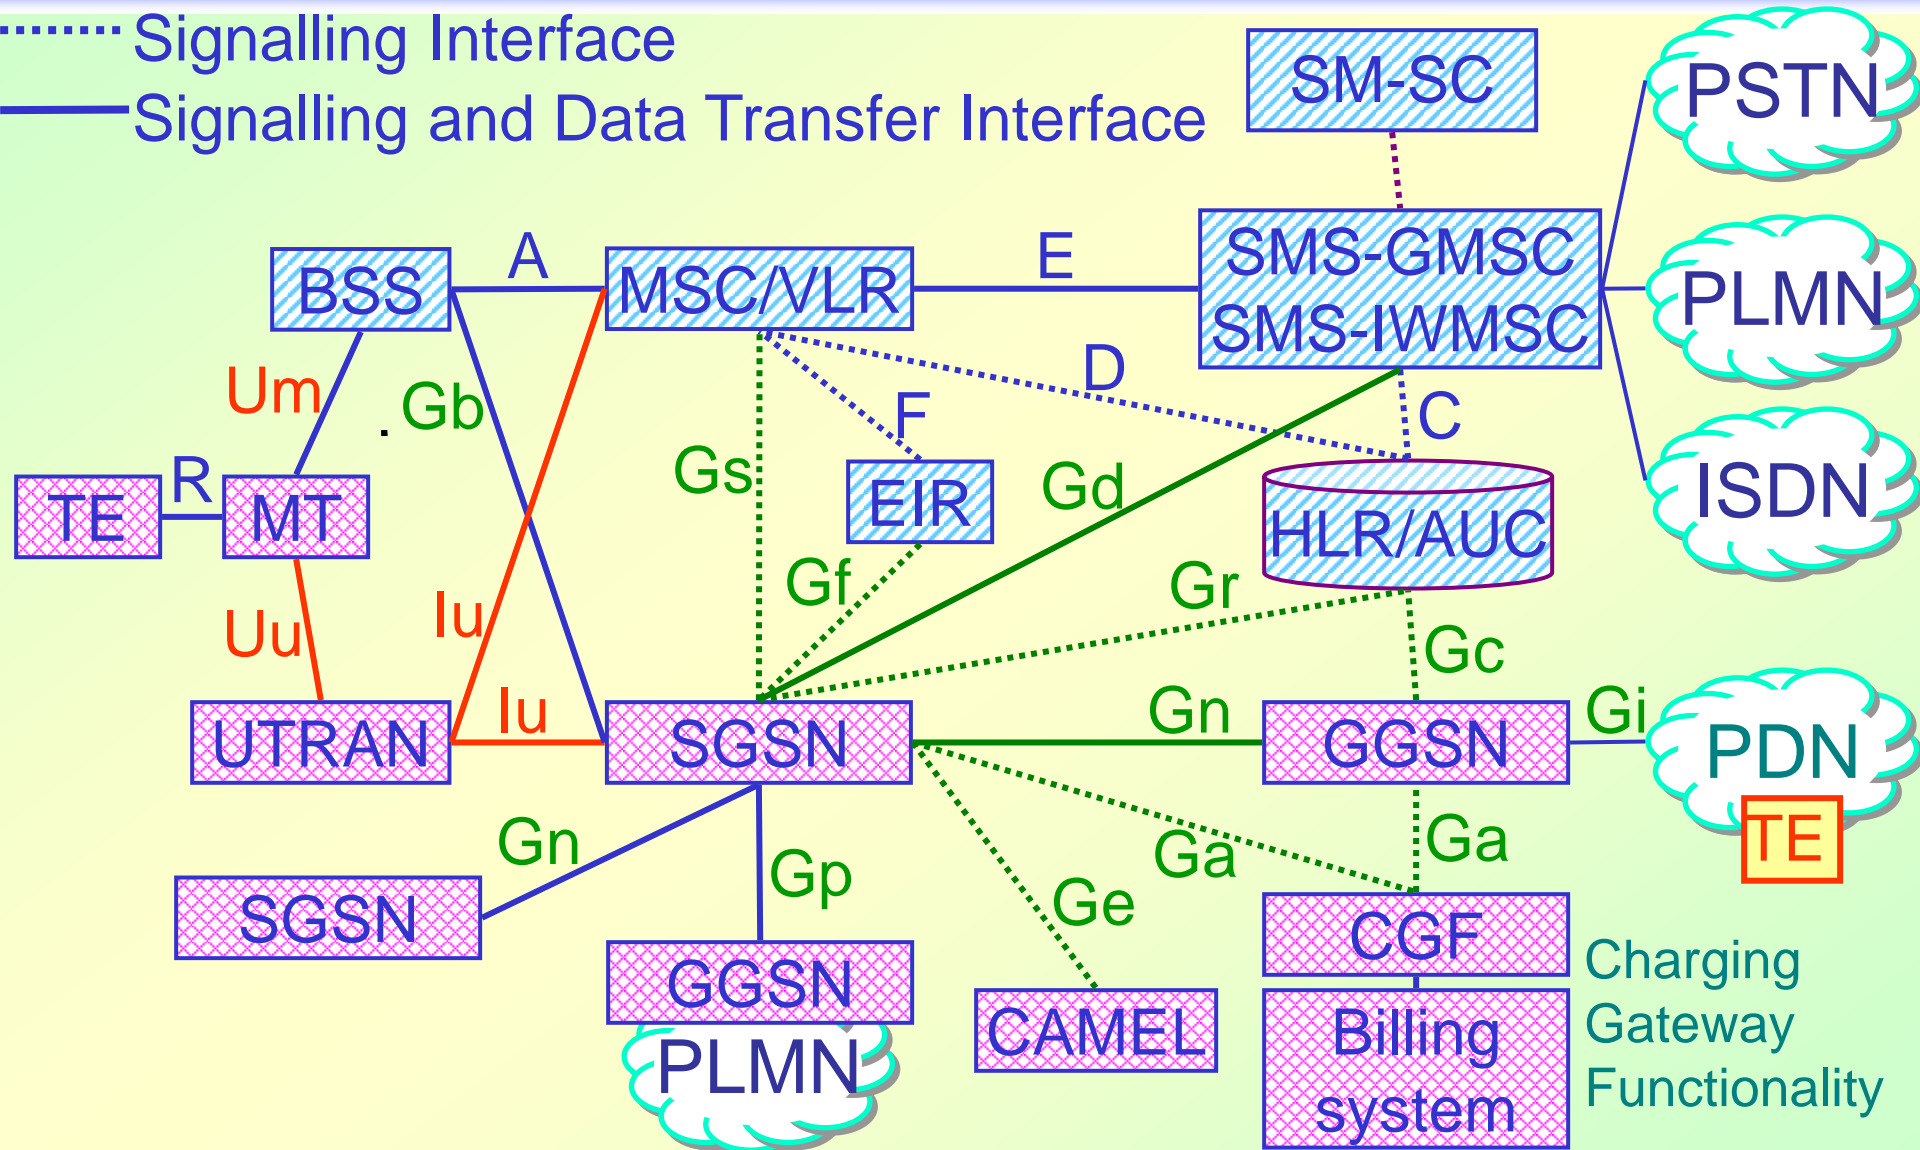 Signalling Interface
Signalling and Data Transfer Interface
SM-SC
PSTN
A
E
SMS-GMSC
SMS-IWMSC
BSS
MSC/VLR
PLMN
Um
Gb
D
F
C
Gs
Gd
R
TE
MT
EIR
HLR/AUC
ISDN
Gf
Gr
Uu
Iu
Gc
Iu
Gn
Gi
UTRAN
SGSN
GGSN
PDN
TE
Gn
Gp
Ga
Ga
Ge
SGSN
GGSN
PLMN
CAMEL
CGF
Billing
system
Charging
Gateway
Functionality